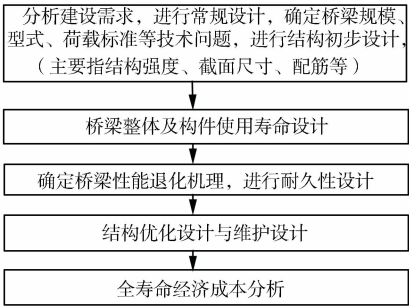 分析建设需求，进行常规设计，确定桥梁规模、
型式、荷载标准等技术问题，进行结构初步设计，
（主要指结构强度、截面尺寸、配筋等）
桥梁整体及构件使用寿命设计
确定桥梁性能退化机理，进行耐久性设计
结构优化设计与维护设计
全寿命经济成本分析